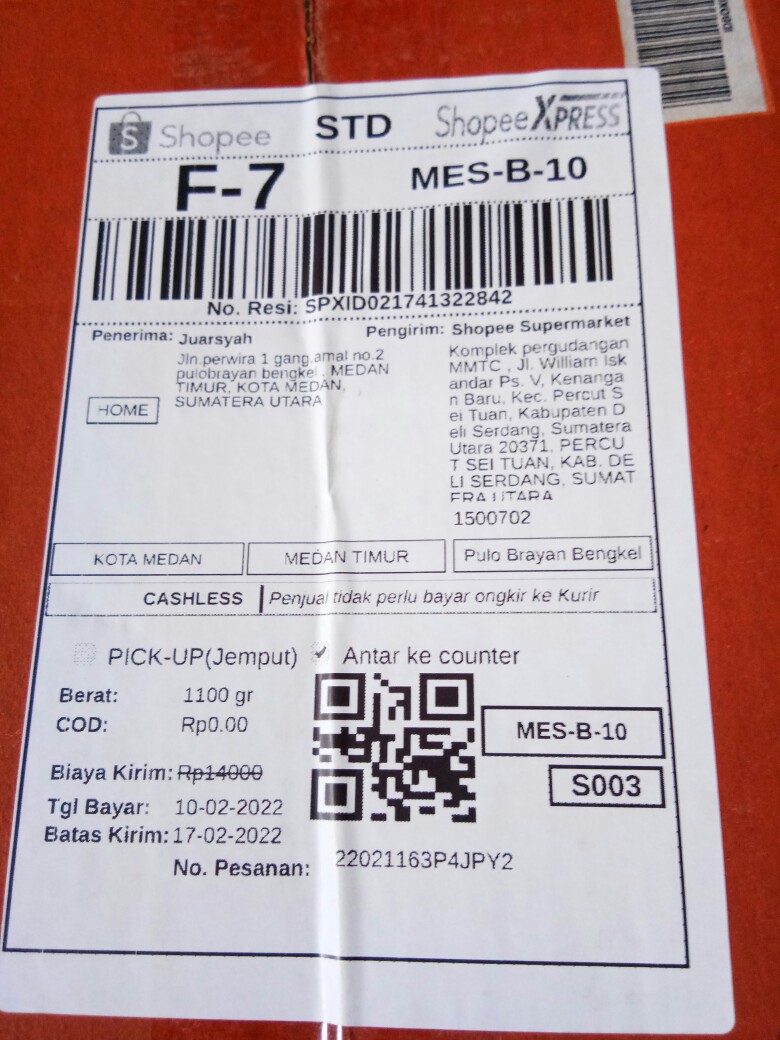 IDBOX
Shopee STD ShopeeXPRESS
F-7 MES-B-10
No. Resi: SPXID021741322842
Penerima: Juarsyah
Jln.perwira 1 gang.amal no.2
pulobrayan bengkel , MEDAN
TIMUR, KOTA MEDAN,
SUMATERA UTARA
HOME
Pengirim: Shopee Supermarket
Komplek pergudangan
MMTC , Jl. William Isk
andar Ps. V, Kenanga
n Baru, Kec. Percut S
ei Tuan, Kabupaten D
eli Serdang, Sumatera
Utara 20371, PERCU
T SEI TUAN, KAB. DE
LI SERDANG, SUMAT
ERA UTARA
1500702
KOTA MEDAN MEDAN TIMUR Pulo Brayan Bengkel
CASHLESS Penjual tidak perlu bayar ongkir ke Kurir
PICK-UP(Jemput) ✓ Antar ke counter
Berat: 1100 gr
COD: Rp0.00
MES-B-10
Biaya Kirim: Rp14000
S003
Tgl Bayar: 10-02-2022
Batas Kirim: 17-02-2022
No. Pesanan: 22021163P4JPY2